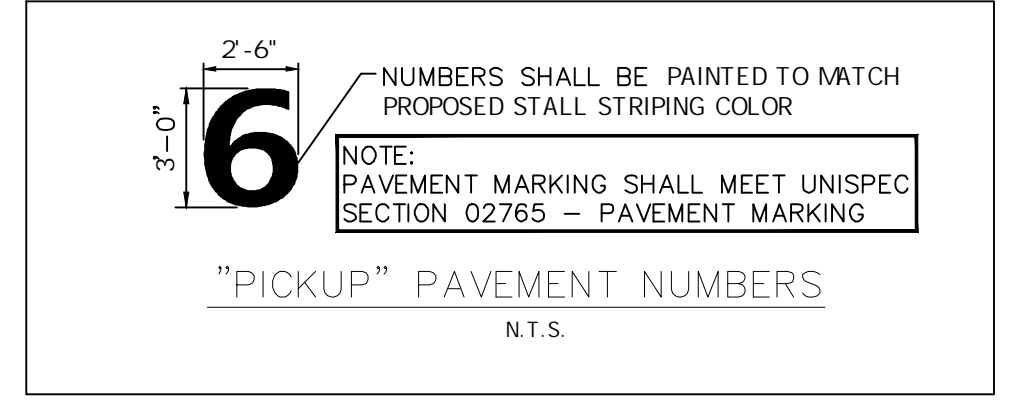 2'-6"
3'-0"
6
NUMBERS SHALL BE PAINTED TO MATCH
PROPOSED STALL STRIPING COLOR
NOTE:
PAVEMENT MARKING SHALL MEET UNISPEC
SECTION 02765 – PAVEMENT MARKING
"PICKUP" PAVEMENT NUMBERS
N.T.S.